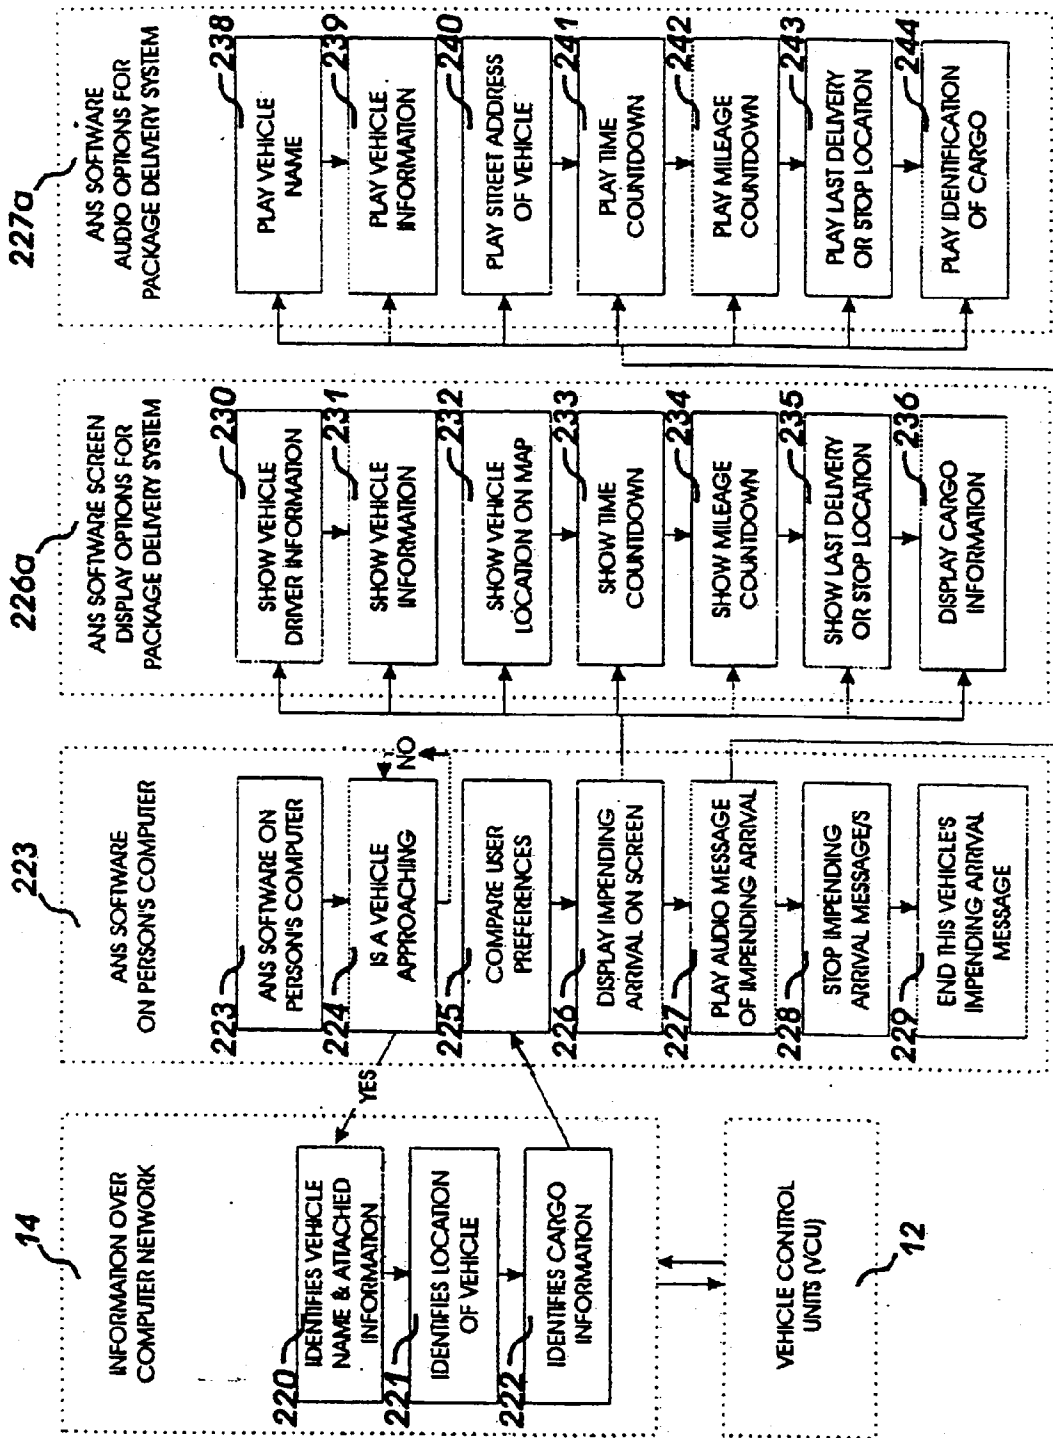 14
INFORMATION OVER
COMPUTER NETWORK
220
IDENTIFIES VEHICLE
NAME & ATTACHED
INFORMATION
221
IDENTIFIES LOCATION
OF VEHICLE
222
IDENTIFIES CARGO
INFORMATION
VEHICLE CONTROL
UNITS (VCU)
12
YES
223
ANS SOFTWARE
ON PERSON'S COMPUTER
223
ANS SOFTWARE ON
PERSON'S COMPUTER
224
IS A VEHICLE
APPROACHING
NO
225
COMPARE USER
PREFERENCES
226
DISPLAY IMPENDING
ARRIVAL ON SCREEN
227
PLAY AUDIO MESSAGE
OF IMPENDING ARRIVAL
228
STOP IMPENDING
ARRIVAL MESSAGE/S
229
END THIS VEHICLE'S
IMPENDING ARRIVAL
MESSAGE
226a
ANS SOFTWARE SCREEN
DISPLAY OPTIONS FOR
PACKAGE DELIVERY SYSTEM
230
SHOW VEHICLE
DRIVER INFORMATION
231
SHOW VEHICLE
INFORMATION
232
SHOW VEHICLE
LOCATION ON MAP
233
SHOW TIME
COUNTDOWN
234
SHOW MILEAGE
COUNTDOWN
235
SHOW LAST DELIVERY
OR STOP LOCATION
236
DISPLAY CARGO
INFORMATION
227a
ANS SOFTWARE
AUDIO OPTIONS FOR
PACKAGE DELIVERY SYSTEM
238
PLAY VEHICLE
NAME
239
PLAY VEHICLE
INFORMATION
240
PLAY STREET ADDRESS
OF VEHICLE
241
PLAY TIME
COUNTDOWN
242
PLAY MILEAGE
COUNTDOWN
243
PLAY LAST DELIVERY
OR STOP LOCATION
244
PLAY IDENTIFICATION
OF CARGO